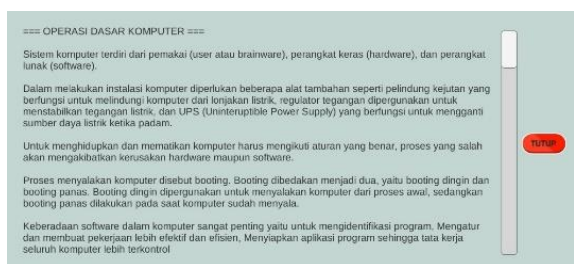 === OPERASI DASAR KOMPUTER ===
Sistem komputer terdiri dari pemakai (user atau brainware), perangkat keras (hardware), dan perangkat
lunak (software).
Dalam melakukan instalasi komputer diperlukan beberapa alat tambahan seperti pelindung kejutan yang
berfungsi untuk melindungi komputer dari lonjakan listrik, regulator tegangan dipergunakan untuk
menstabilkan tegangan listrik, dan UPS (Uninteruptible Power Supply) yang berfungsi untuk mengganti
sumber daya listrik ketika padam.
Untuk menghidupkan dan mematikan komputer harus mengikuti aturan yang benar, proses yang salah
akan mengakibatkan kerusakan hardware maupun software.
Proses menyalakan komputer disebut booting. Booting dibedakan menjadi dua, yaitu booting dingin dan
booting panas. Booting dingin dipergunakan untuk menyalakan komputer dari proses awal, sedangkan
booting panas dilakukan pada saat komputer sudah menyala.
Keberadaan software dalam komputer sangat penting yaitu untuk mengidentifikasi program, Mengatur
dan membuat pekerjaan lebih efektif dan efisien, Menyiapkan aplikasi program sehingga tata kerja
seluruh komputer lebih terkontrol
TUTUP